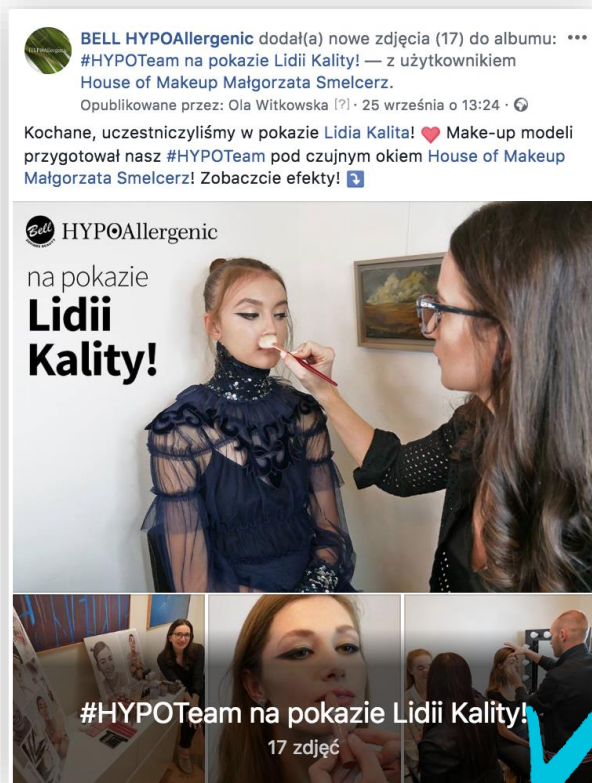 BELL HYPOAllergenic dodał(a) nowe zdjęcia (17) do albumu:
#HYPOTeam na pokazie Lidii Kality! — z użytkownikiem
House of Makeup Małgorzata Smelcerz.
Opublikowane przez: Ola Witkowska [?] · 25 września o 13:24 ·
Kochane, uczestniczyliśmy w pokazie Lidia Kalita! ❤️ Make-up modeli
przygotował nasz #HYPOTeam pod czujnym okiem House of Makeup
Małgorzata Smelcerz! Zobaczcie efekty! ⤵️
Bell HYPOAllergenic
na pokazie
Lidii
Kality!
#HYPOTeam na pokazie Lidii Kality!
17 zdjęć